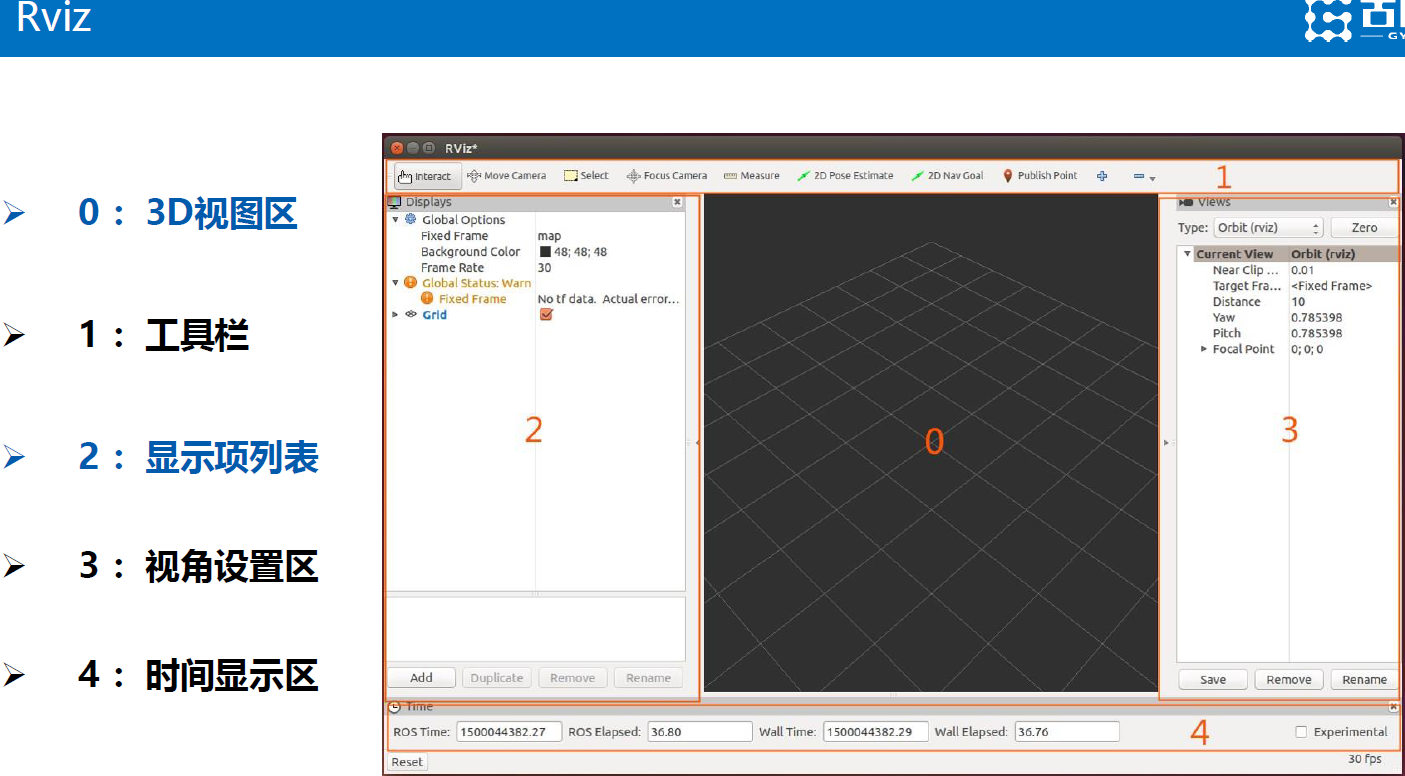 Rviz
0： 3D视图区
1： 工具栏
2： 显示项列表
3： 视角设置区
4： 时间显示区
RViz*
Interact Move Camera Select Focus Camera Measure 2D Pose Estimate 2D Nav Goal Publish Point
1
Displays
Global Options
Fixed Frame map
Background Color 48; 48; 48
Frame Rate 30
Global Status: Warn
Fixed Frame No tf data. Actual error...
Grid
2
Add Duplicate Remove Rename
0
Views
Type: Orbit (rviz) Zero
Current View Orbit (rviz)
Near Clip ... 0.01
Target Fra... <Fixed Frame>
Distance 10
Yaw 0.785398
Pitch 0.785398
Focal Point 0; 0; 0
3
Save Remove Rename
Time
ROS Time: 1500044382.27 ROS Elapsed: 36.80 Wall Time: 1500044382.29 Wall Elapsed: 36.76 Experimental
4
Reset 30 fps